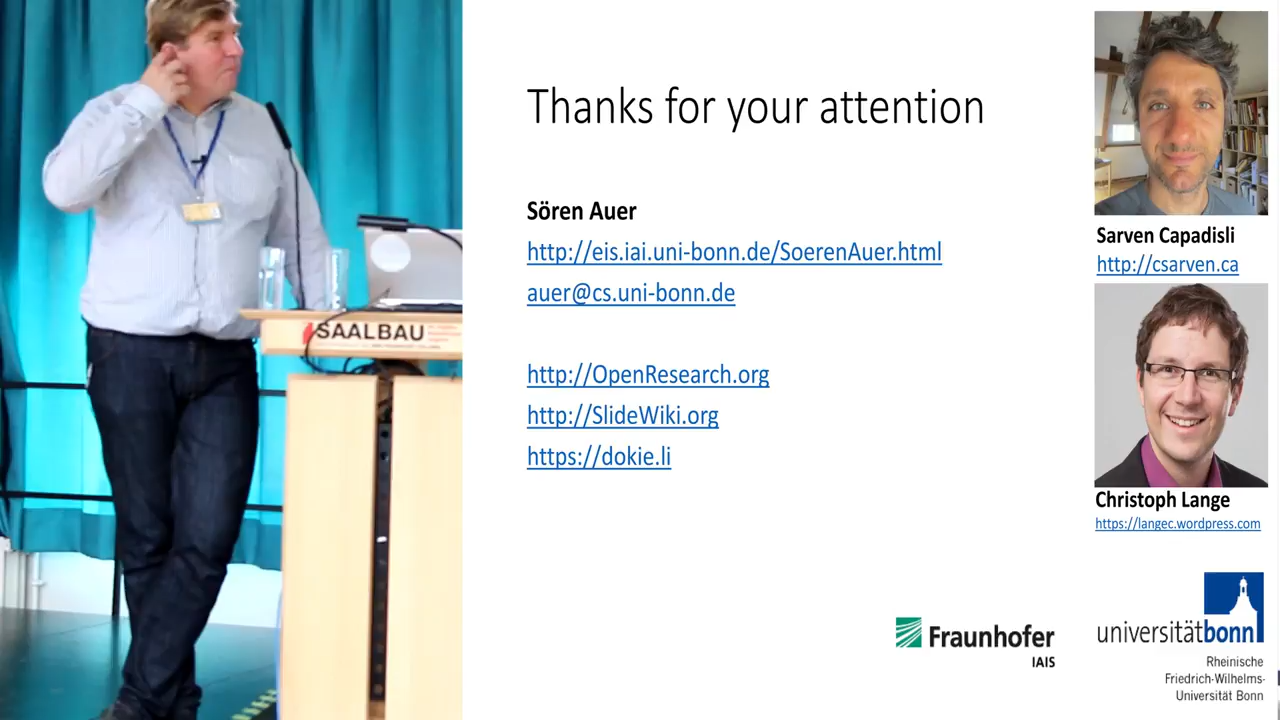 Thanks for your attention
Sören Auer
http://eis.iai.uni-bonn.de/SoerenAuer.html
auer@cs.uni-bonn.de
http://OpenResearch.org
http://SlideWiki.org
https://dokie.li
Sarven Capadisli
http://csarven.ca
Christoph Lange
https://langec.wordpress.com
Fraunhofer
IAIS
universitätbonn
Rheinische
Friedrich-Wilhelms-
Universität Bonn
SAALBAU